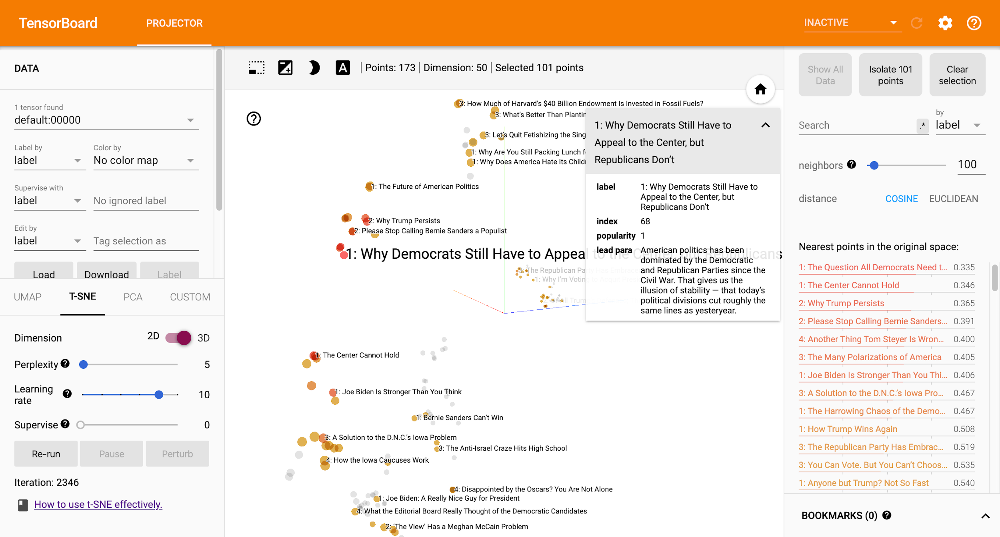 TensorBoard
PROJECTOR
INACTIVE
DATA
1 tensor found
default:00000
Label by
label
Color by
No color map
Supervise with
label
No ignored label
Edit by
label
Tag selection as
Load
Download
Label
UMAP
T-SNE
PCA
CUSTOM
Dimension
2D
3D
Perplexity
5
Learning
rate
10
Supervise
0
Re-run
Pause
Perturb
Iteration: 2346
How to use t-SNE effectively.
A
Points: 173
Dimension: 50
Selected 101 points
3: How Much of Harvard’s $40 Billion Endowment Is Invested in Fossil Fuels?
3: What’s Better Than Plantin
3: Let’s Quit Fetishizing the Sing
1: Why Are You Still Packing Lunch f
1: Why Does America Hate Its Child
1: The Future of American Politics
2: Why Trump Persists
2: Please Stop Calling Bernie Sanders a Populist
1: Why Democrats Still Have to Appeal to the Center, but Republicans
3: The Republican Pa
1: Why I’m Voting
1: The Center Cannot Hold
1: Joe Biden Is Stronger Than You Think
1: Bernie Sanders Can’t Win
3: A Solution to the D.N.C.’s Iowa Problem
3: The Anti-Israel Craze Hits High School
4: How the Iowa Caucuses Work
4: Disappointed by the Oscars? You Are Not Alone
1: Joe Biden: A Really Nice Guy for President
4: What the Editorial Board Really Thought of the Democratic Candidates
2: ‘The View’ Has a Meghan McCain Problem
1: Why Democrats Still Have to
Appeal to the Center, but
Republicans Don’t
label
1: Why Democrats Still Have to
Appeal to the Center, but
Republicans Don’t
index
68
popularity
1
lead para
American politics has been
dominated by the Democratic
and Republican Parties since the
Civil War. That gives us the
illusion of stability — that today’s
political divisions cut roughly the
same lines as yesteryear.
Show All
Data
Isolate 101
points
Clear
selection
Search
.*
by
label
neighbors
100
distance
COSINE
EUCLIDEAN
Nearest points in the original space:
1: The Question All Democrats Need t... 0.335
1: The Center Cannot Hold 0.346
2: Why Trump Persists 0.365
2: Please Stop Calling Bernie Sanders... 0.391
4: Another Thing Tom Steyer Is Wron... 0.400
3: The Many Polarizations of America 0.405
1: Joe Biden Is Stronger Than You Thi... 0.406
3: A Solution to the D.N.C.’s Iowa Pro... 0.467
1: The Harrowing Chaos of the Demo... 0.467
1: How Trump Wins Again 0.508
3: The Republican Party Has Embrac... 0.519
3: You Can Vote. But You Can’t Choos... 0.535
1: Anyone but Trump? Not So Fast 0.540
BOOKMARKS (0)